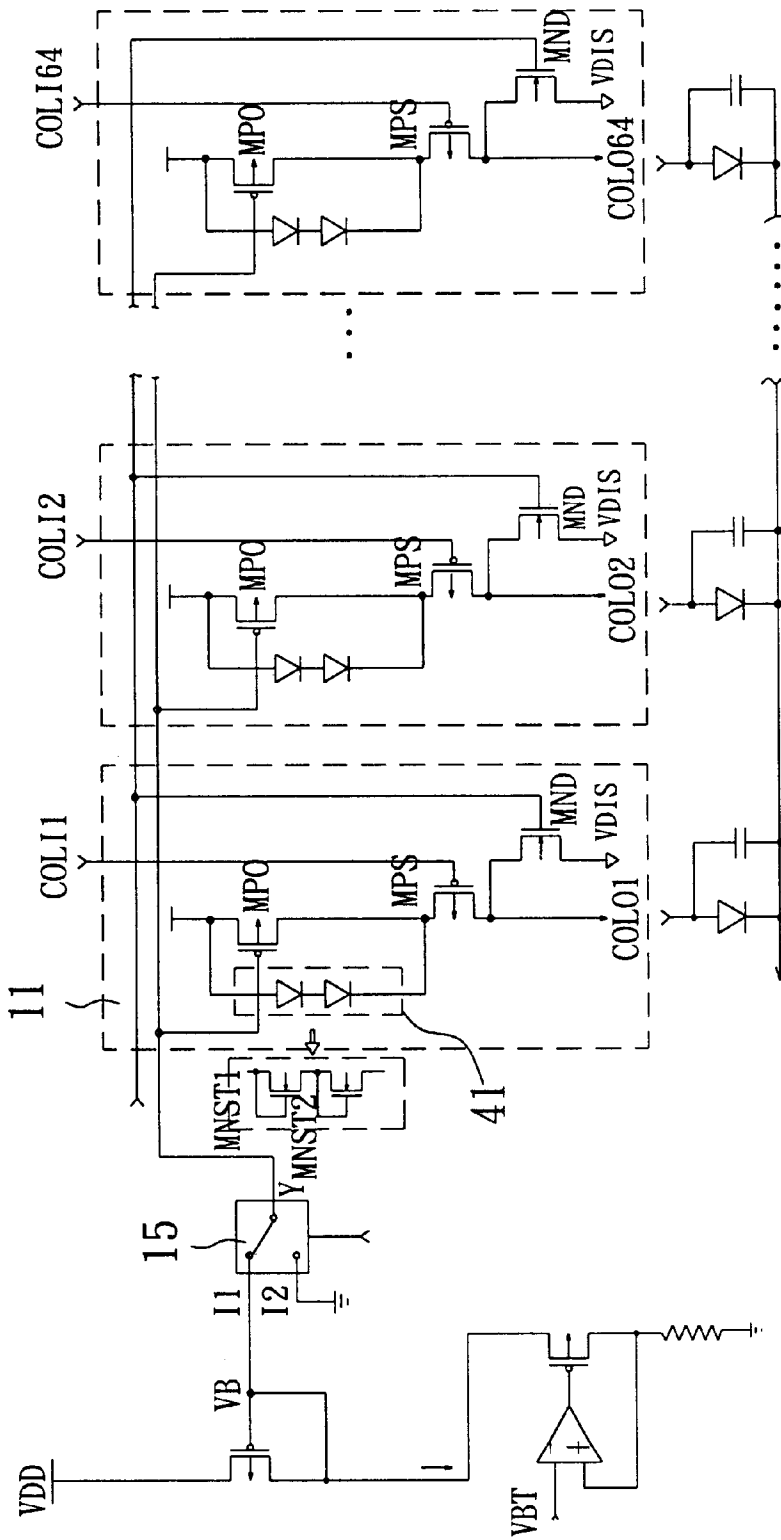 COLI1
COLI2
COLI64
11
MPO
MPO
MPO
MPS
MPS
MPS
MND
MND
MND
VDIS
VDIS
VDIS
COLO1
COLO2
COLO64
41
MNST1
MNST2
15
Y
I1
I2
VB
VDD
VBT
- 
+